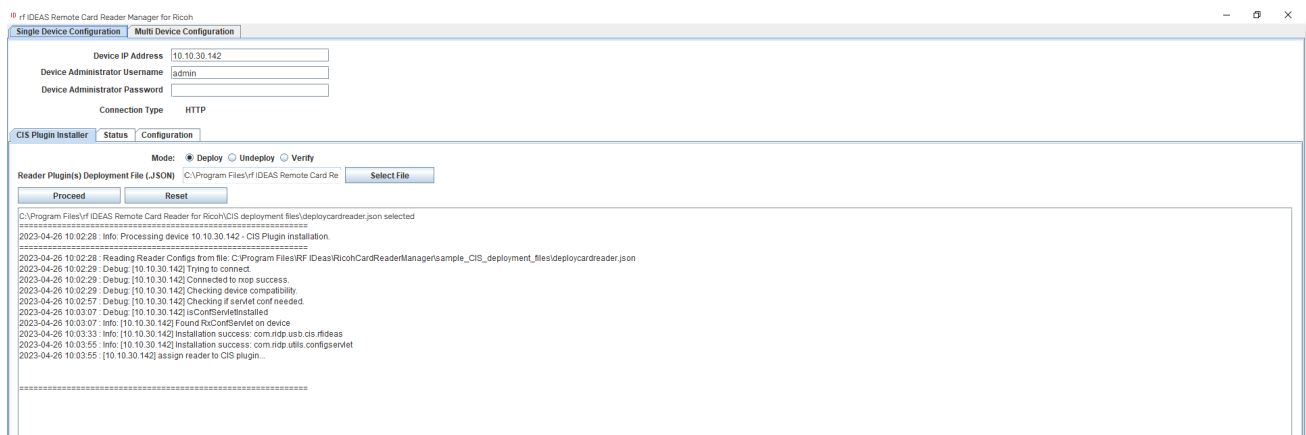 rf IDEAS Remote Card Reader Manager for Ricoh
Single Device Configuration Multi Device Configuration
Device IP Address 10.10.30.142
Device Administrator Username admin
Device Administrator Password
Connection Type HTTP
CIS Plugin Installer Status Configuration
Mode: Deploy Undeploy Verify
Reader Plugin(s) Deployment File (.JSON) C:\Program Files\rf IDEAS Remote Card Re Select File
Proceed Reset
C:\Program Files\rf IDEAS Remote Card Reader for Ricoh\CIS deployment files\deploycardreader.json selected
=============================================================
2023-04-26 10:02:28 : Info: Processing device 10.10.30.142 - CIS Plugin installation.
=============================================================
2023-04-26 10:02:28 : Reading Reader Configs from file: C:\Program Files\RF IDeas\RicohCardReaderManager\sample_CIS_deployment_files\deploycardreader.json
2023-04-26 10:02:29 : Debug: [10.10.30.142] Trying to connect.
2023-04-26 10:02:29 : Debug: [10.10.30.142] Connected to rxop success.
2023-04-26 10:02:29 : Debug: [10.10.30.142] Checking device compatibility.
2023-04-26 10:02:57 : Debug: [10.10.30.142] Checking if servlet conf needed.
2023-04-26 10:03:07 : Debug: [10.10.30.142] isConfServletInstalled
2023-04-26 10:03:07 : Info: [10.10.30.142] Found RxConfServlet on device
2023-04-26 10:03:33 : Info: [10.10.30.142] Installation success: com.ridp.usb.cis.rfideas
2023-04-26 10:03:55 : Info: [10.10.30.142] Installation success: com.ridp.utils.configservlet
2023-04-26 10:03:55 : [10.10.30.142] assign reader to CIS plugin...
=============================================================